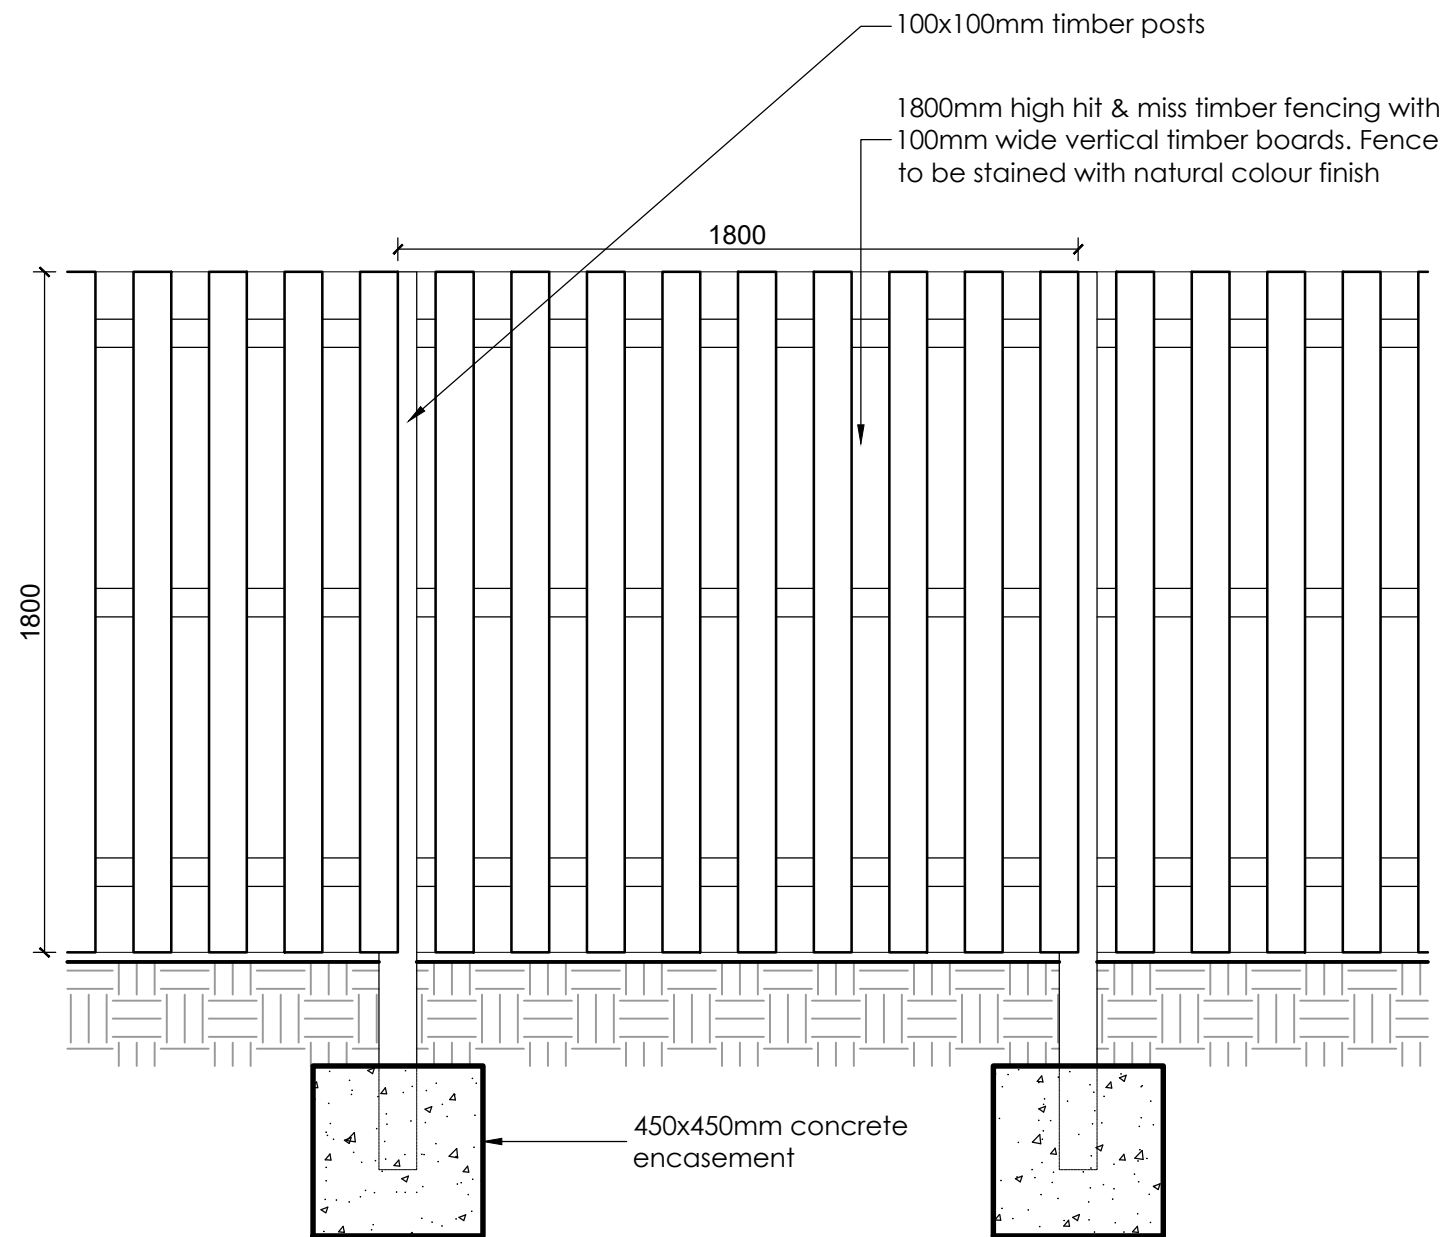 100x100mm timber posts
1800mm high hit & miss timber fencing with
100mm wide vertical timber boards. Fence
to be stained with natural colour finish
1800
1800
450x450mm concrete
encasement